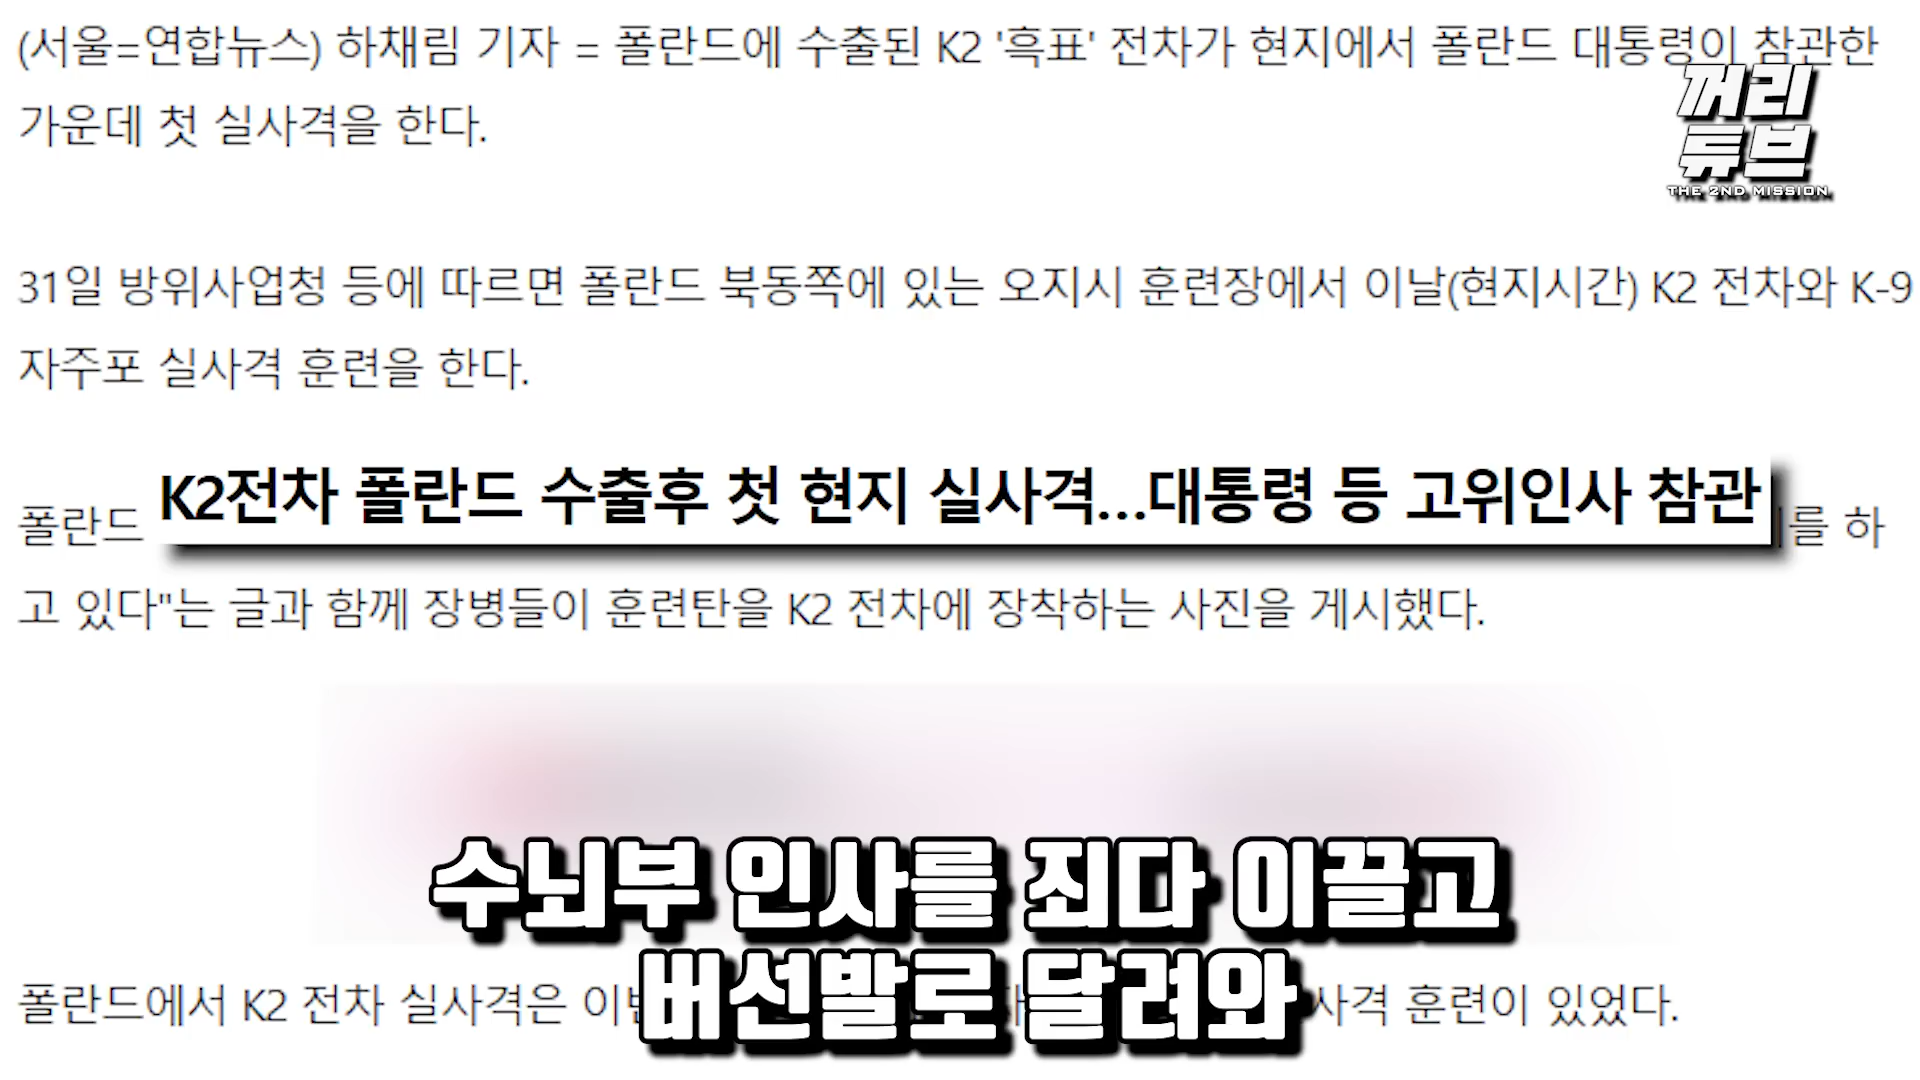 (서울=연합뉴스) 하채림 기자 = 폴란드에 수출된 K2 '흑표' 전차가 현지에서 폴란드 대통령이 참관한
가운데 첫 실사격을 한다.
꺼리
튜브
THE 2ND MISSION
31일 방위사업청 등에 따르면 폴란드 북동쪽에 있는 오지시 훈련장에서 이날(현지시간) K2 전차와 K-9
자주포 실사격 훈련을 한다.
K2전차 폴란드 수출후 첫 현지 실사격...대통령 등 고위인사 참관
폴란드 를 하
고 있다"는 글과 함께 장병들이 훈련탄을 K2 전차에 장착하는 사진을 게시했다.
수뇌부 인사를 죄다 이끌고
버선발로 달려와
폴란드에서 K2 전차 실사격은 사격 훈련이 있었다.